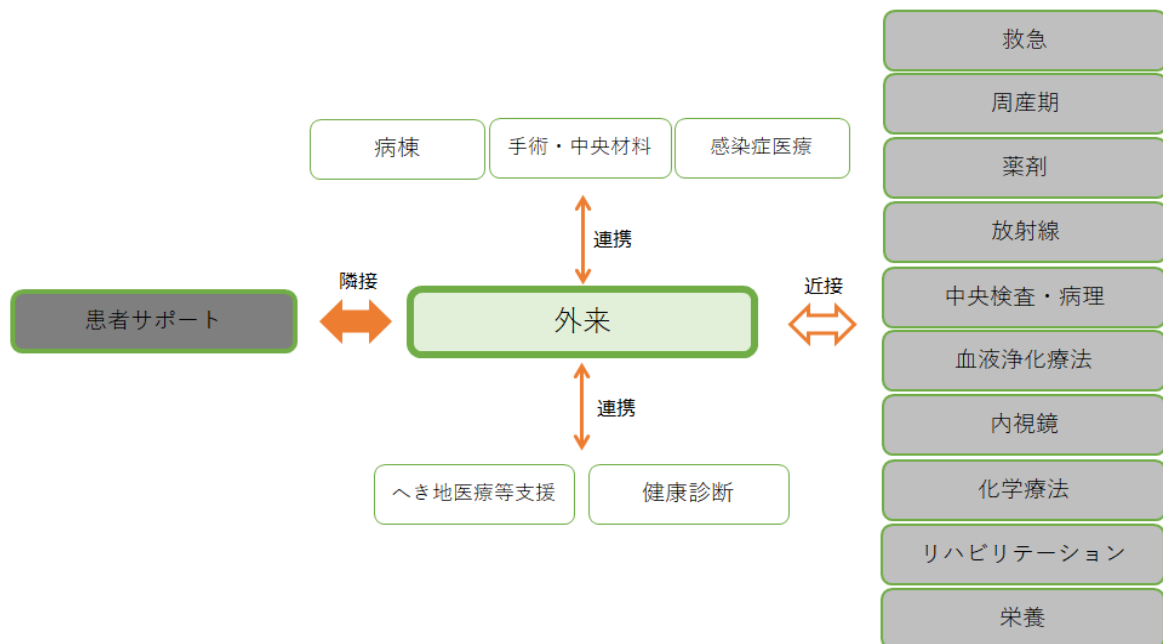 救急
周産期
病棟
手術・中央材料
感染症医療
薬剤
放射線
連携
隣接
近接
患者サポート
外来
中央検査・病理
血液浄化療法
連携
内視鏡
へき地医療等支援
健康診断
化学療法
リハビリテーション
栄養